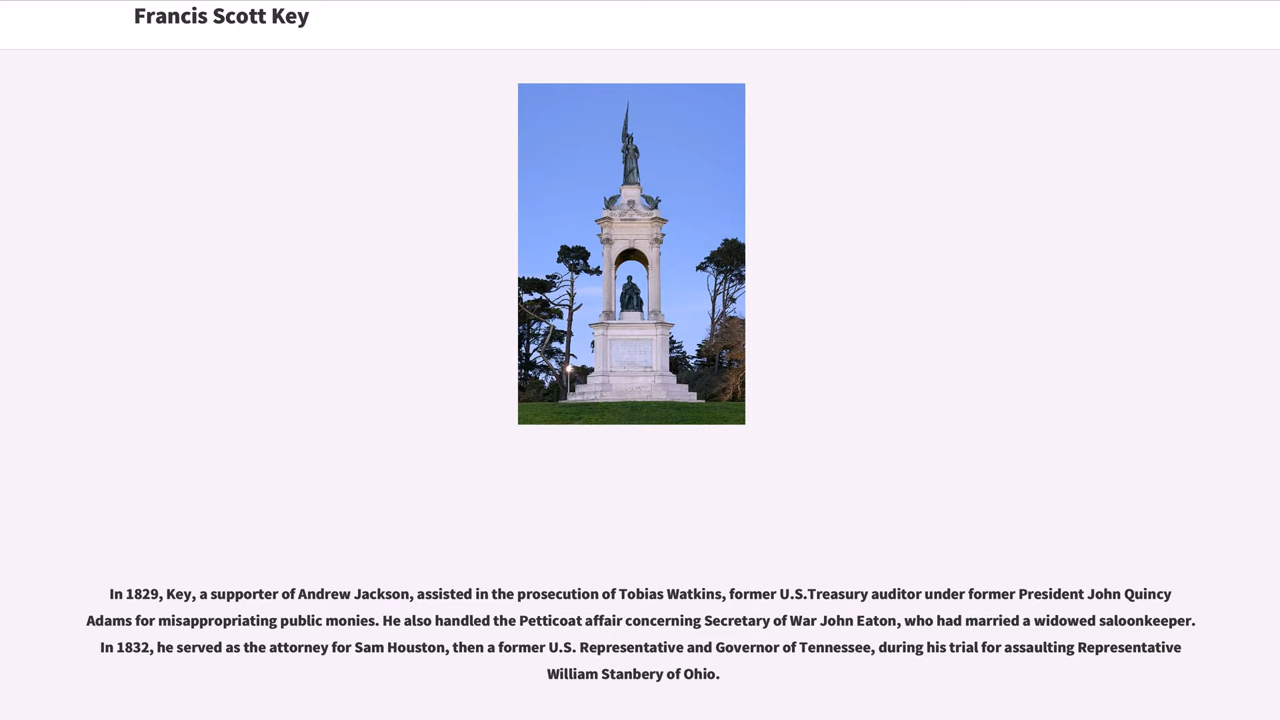 Francis Scott Key
In 1829, Key, a supporter of Andrew Jackson, assisted in the prosecution of Tobias Watkins, former U.S.Treasury auditor under former President John Quincy
Adams for misappropriating public monies. He also handled the Petticoat affair concerning Secretary of War John Eaton, who had married a widowed saloonkeeper.
In 1832, he served as the attorney for Sam Houston, then a former U.S. Representative and Governor of Tennessee, during his trial for assaulting Representative
William Stanbery of Ohio.